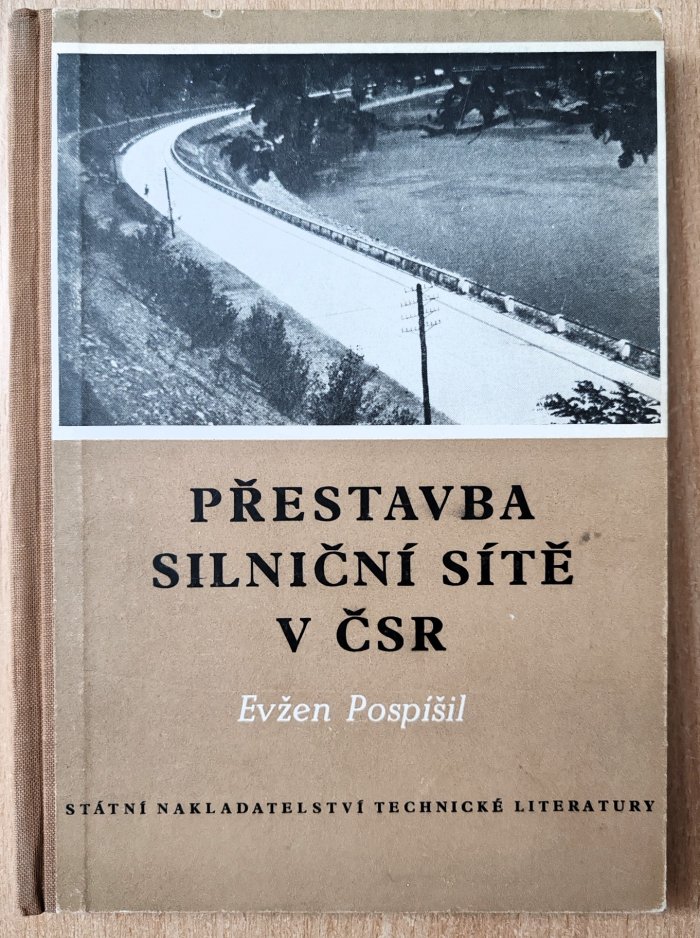 PŘESTAVBA
SILNIČNÍ SÍTĚ
V ČSR
Evžen Pospíšil
STÁTNÍ NAKLADATELSTVÍ TECHNICKÉ LITERATURY